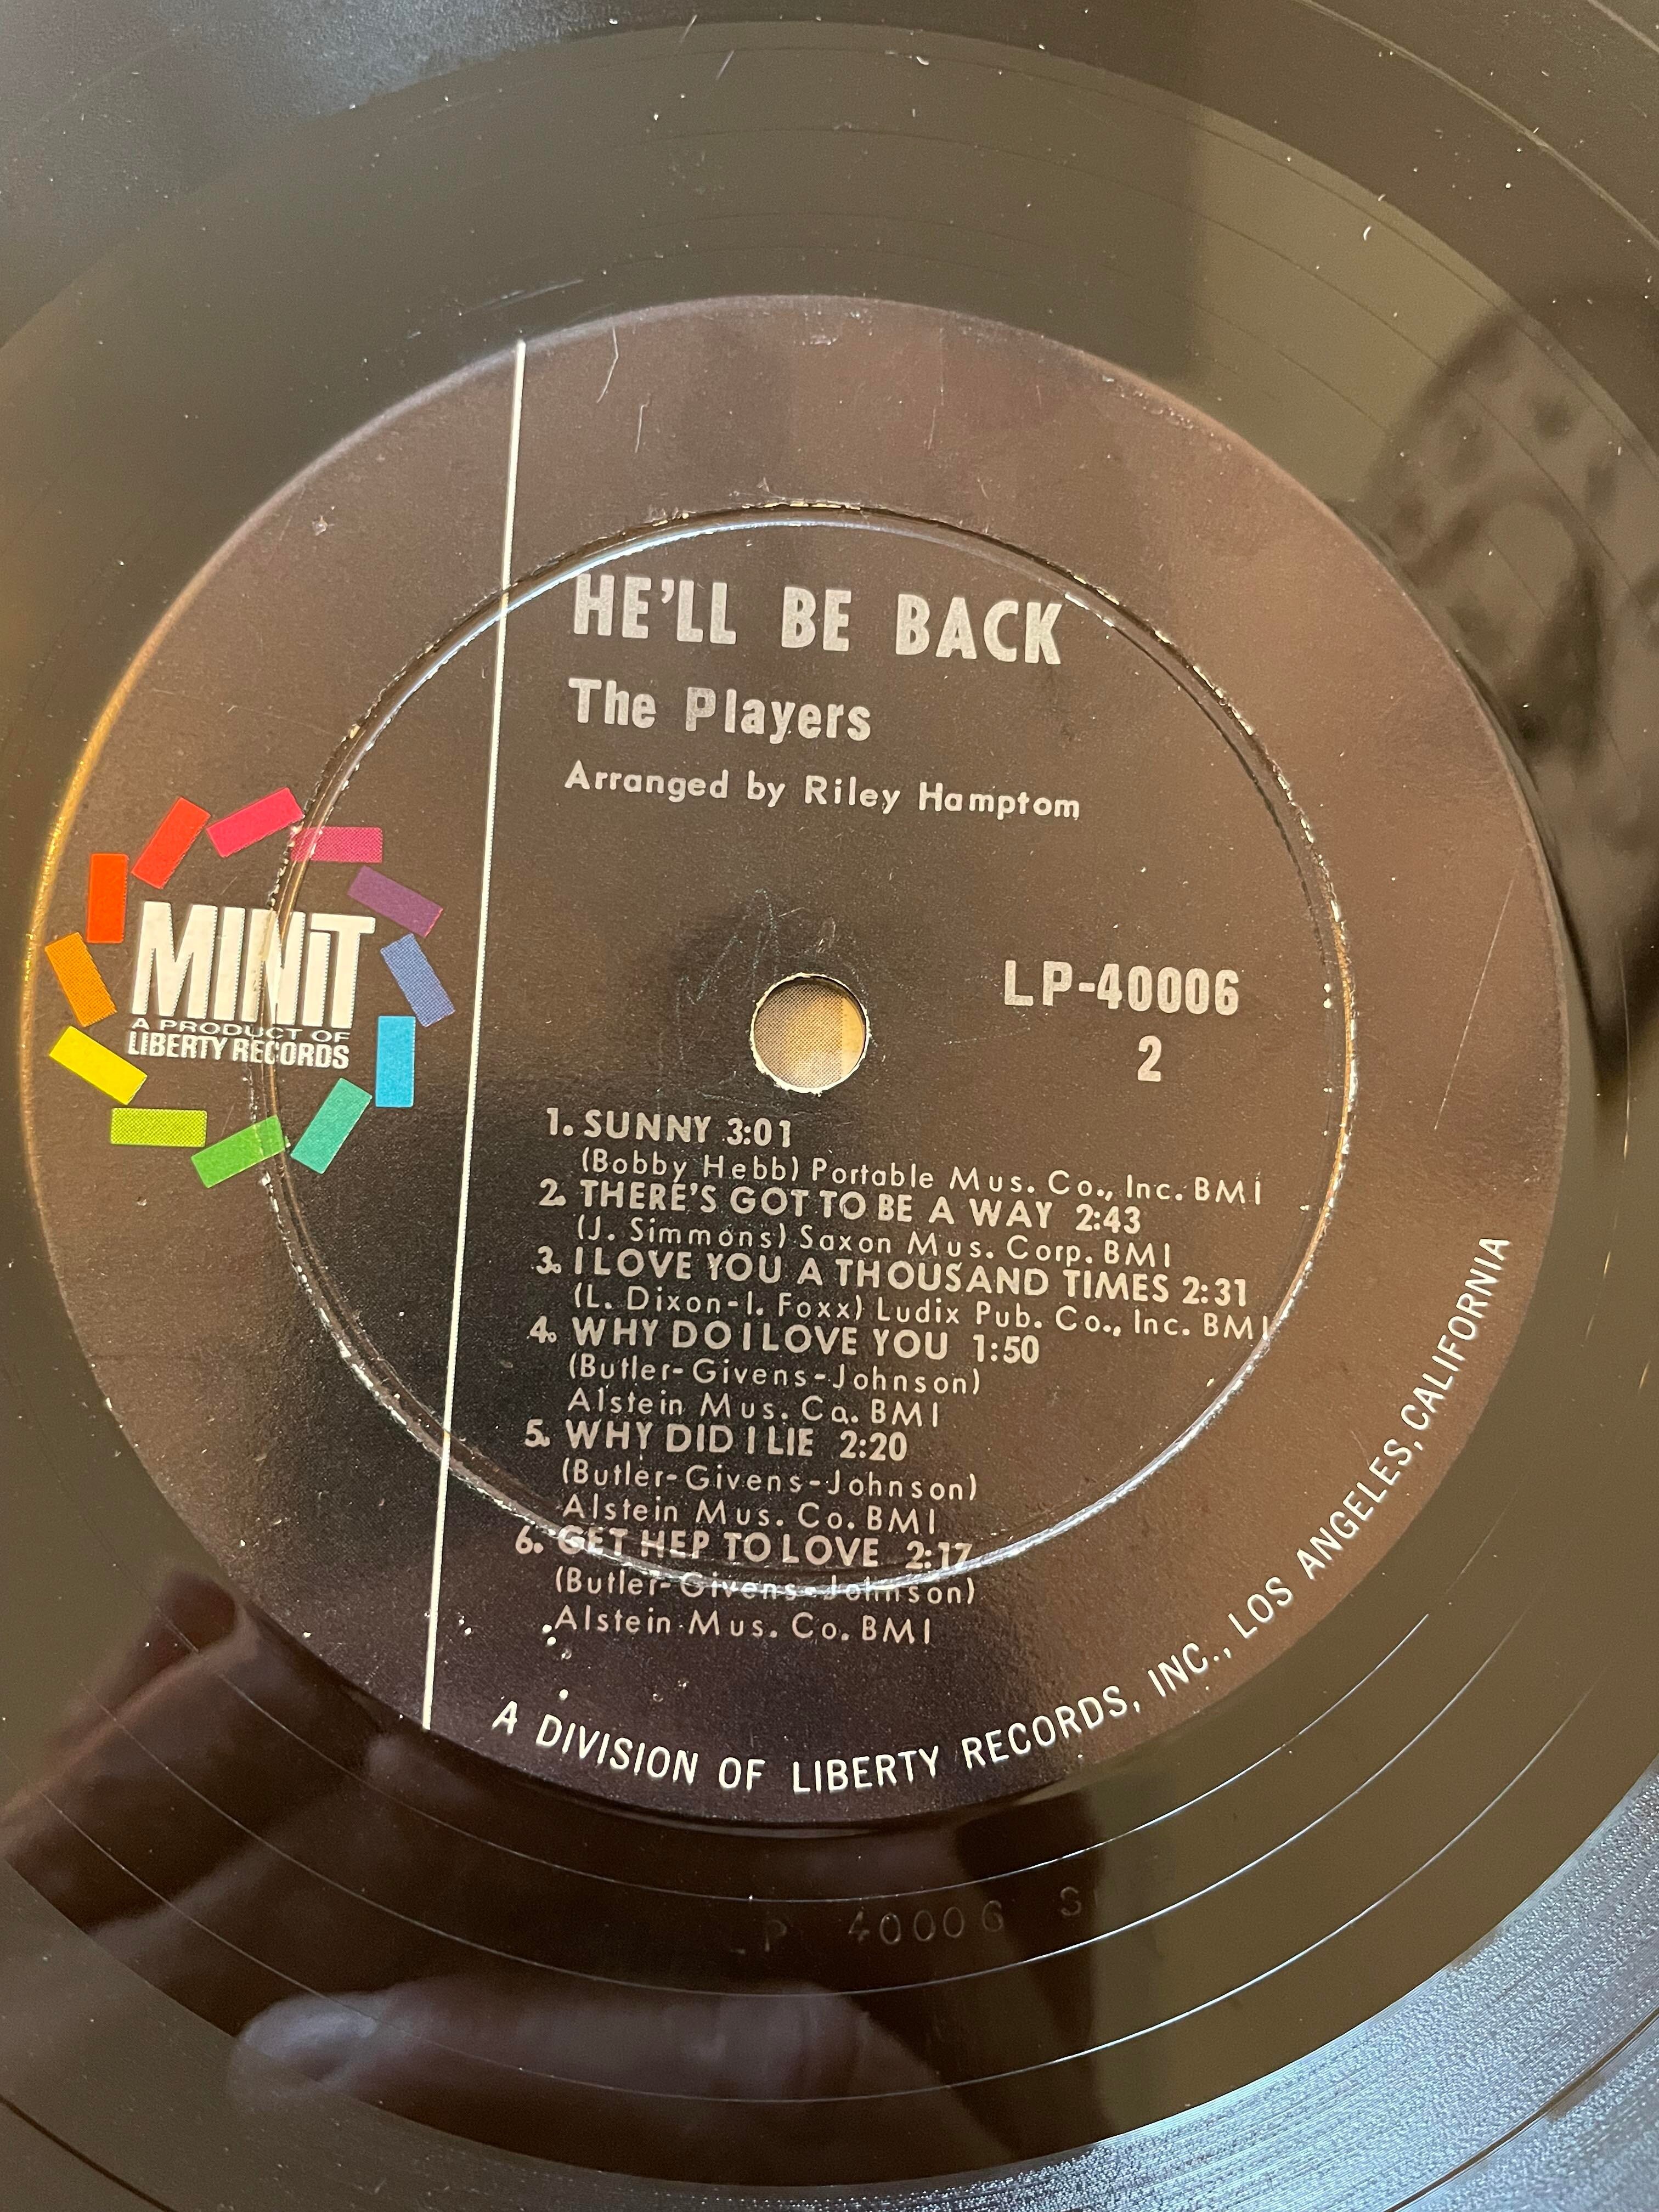 HE'LL BE BACK
The Players
Arranged by Riley Hamptom
MINIT
A PRODUCT OF
LIBERTY RECORDS
LP-40006
2
1. SUNNY 3:01
(Bobby Hebb) Portable Mus. Co., Inc. BMI
2. THERE'S GOT TO BE A WAY 2:43
(J. Simmons) Saxon Mus. Corp. BMI
3. I LOVE YOU A THOUSAND TIMES 2:31
(L. Dixon-I. Foxx) Ludix Pub. Co., Inc. BMI
4. WHY DO I LOVE YOU 1:50
(Butler-Givens-Johnson)
Alstein Mus. Co. BMI
5. WHY DID I LIE 2:20
(Butler-Givens-Johnson)
Alstein Mus. Co. BMI
6. GET HEP TO LOVE 2:17
(Butler-Givens-Johnson)
Alstein Mus. Co. BMI
A DIVISION OF LIBERTY RECORDS, INC., LOS ANGELES, CALIFORNIA
LP 40006 S